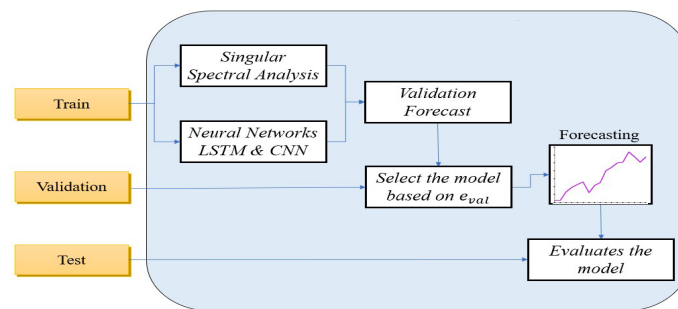 Train
Singular
Spectral Analysis
Neural Networks
LSTM & CNN
Validation
Forecast
Forecasting
Validation
Select the model
based on e_val
Test
Evaluates the
model